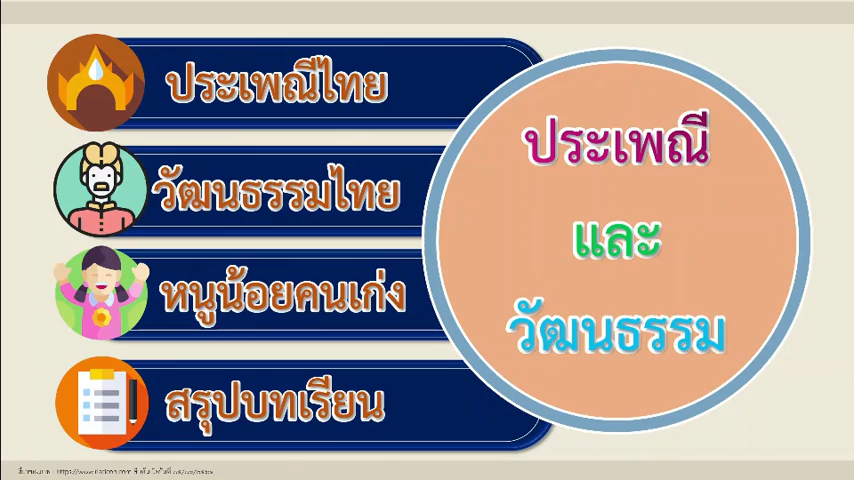 ประเพณีไทย
วัฒนธรรมไทย
หนูน้อยคนเก่ง
สรุปบทเรียน
ประเพณี
และ
วัฒนธรรม